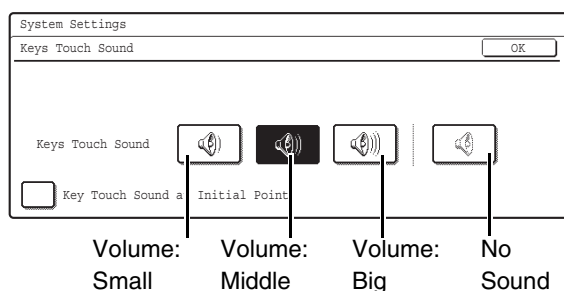 System Settings
Keys Touch Sound
OK
Keys Touch Sound
Key Touch Sound at Initial Point
Volume: Small
Volume: Middle
Volume: Big
No Sound